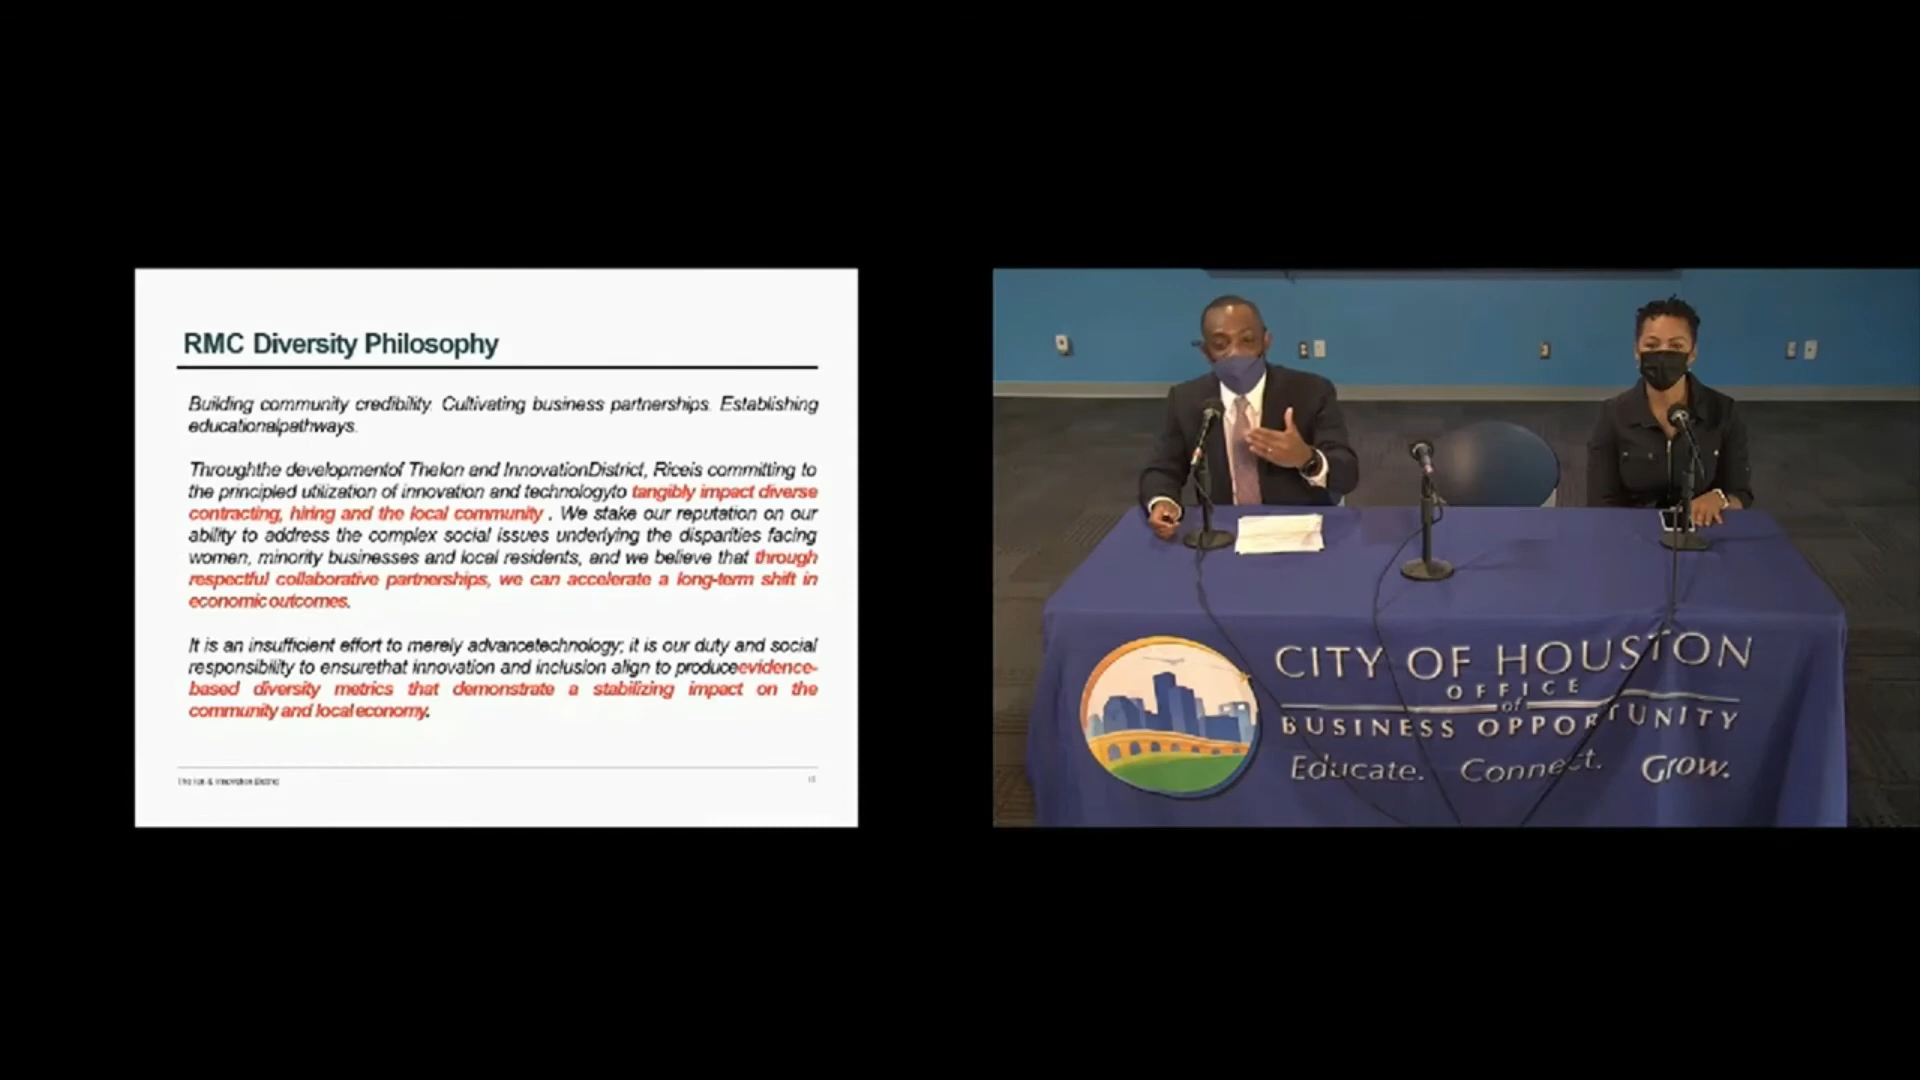 RMC Diversity Philosophy
Building community credibility. Cultivating business partnerships. Establishing
educationalpathways.
Throughthe developmentof TheIon and InnovationDistrict, Riceis committing to
the principled utilization of innovation and technologyto tangibly impact diverse
contracting, hiring and the local community . We stake our reputation on our
ability to address the complex social issues underlying the disparities facing
women, minority businesses and local residents, and we believe that through
respectful collaborative partnerships, we can accelerate a long-term shift in
economicoutcomes.
It is an insufficient effort to merely advancetechnology; it is our duty and social
responsibility to ensurethat innovation and inclusion align to produceevidence-
based diversity metrics that demonstrate a stabilizing impact on the
community and localeconomy.
The Ion & Innovation District
CITY OF HOUSTON
OFFICE
of
BUSINESS OPPORTUNITY
Educate. Connect. Grow.